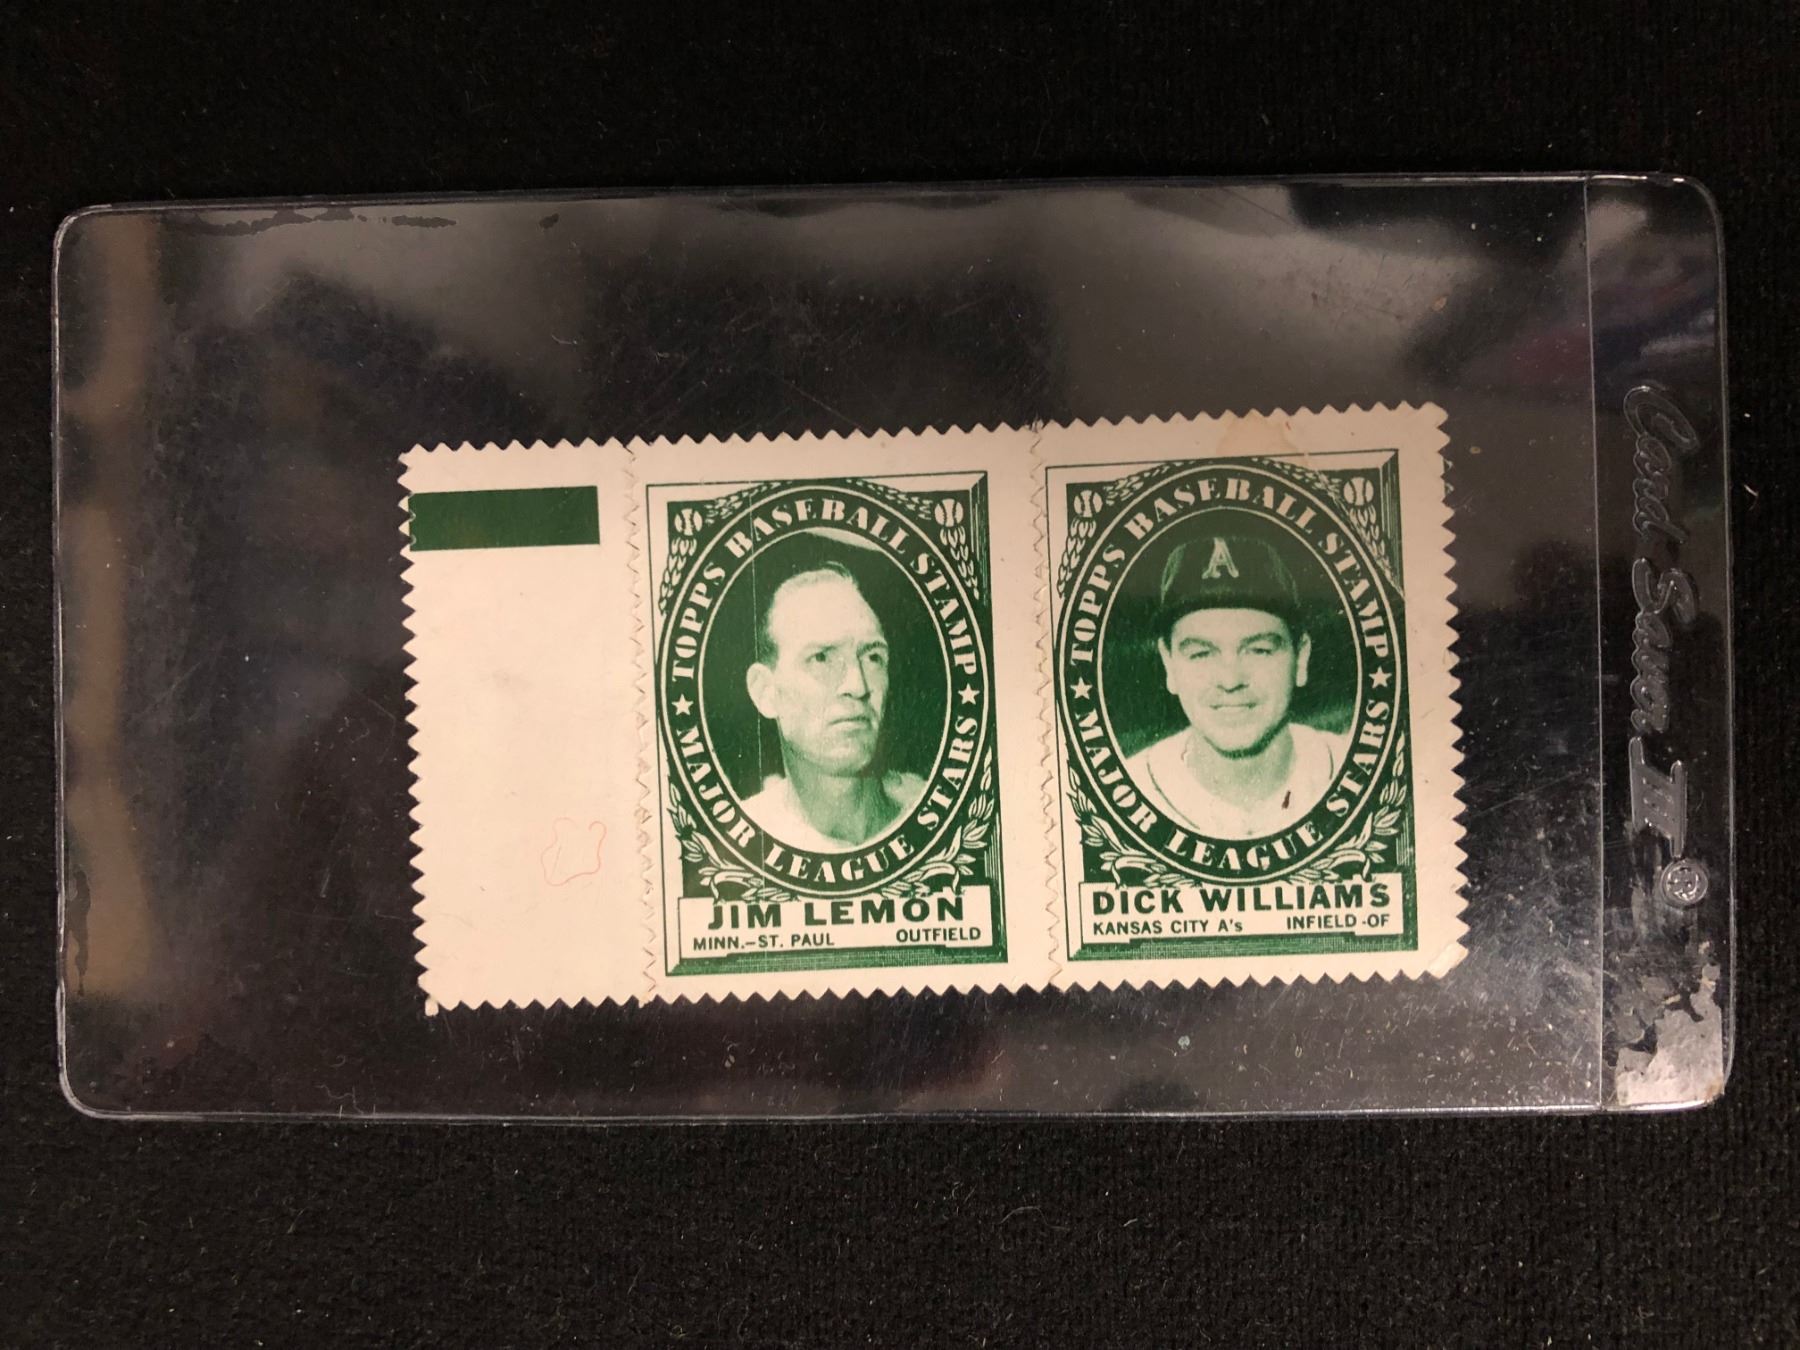 TOPPS BASEBALL STAMP
★ MAJOR LEAGUE STARS ★
JIM LEMON
MINN.-ST. PAUL OUTFIELD
TOPPS BASEBALL STAMP
★ MAJOR LEAGUE STARS ★
A
DICK WILLIAMS
KANSAS CITY A's INFIELD-OF
Card Saver II®